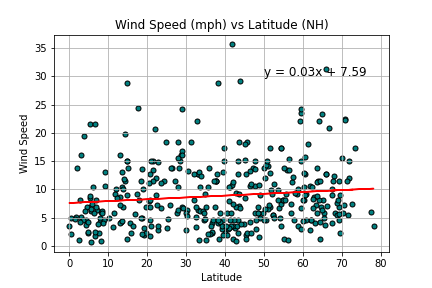 Wind Speed (mph) vs Latitude (NH)
35
30
25
20
15
10
5
0
Wind Speed
y = 0.03x + 7.59
0 10 20 30 40 50 60 70 80
Latitude